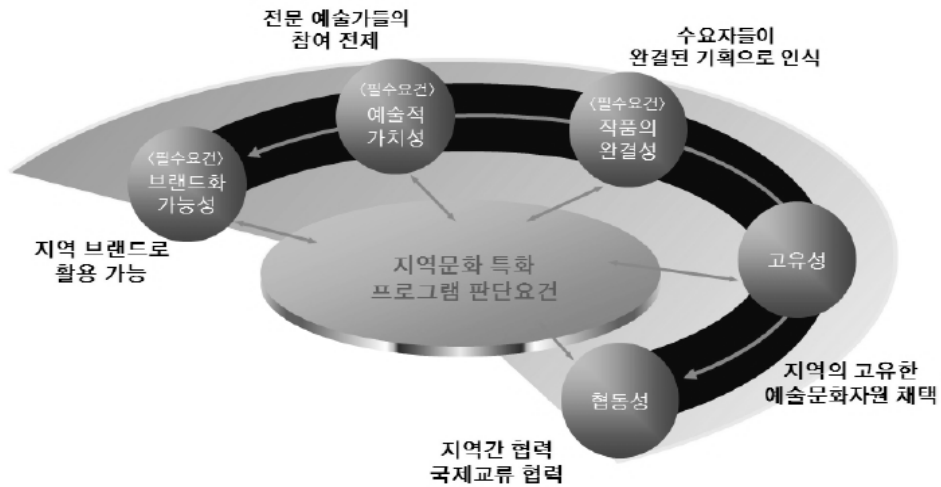 전문 예술가들의
참여 전제
수요자들이
완결된 기획으로 인식
〈필수요건〉
예술적
가치성
〈필수요건〉
작품의
완결성
〈필수요건〉
브랜드화
가능성
지역 브랜드로
활용 가능
지역문화 특화
프로그램 판단요건
고유성
지역의 고유한
예술문화자원 채택
협동성
지역간 협력
국제교류 협력